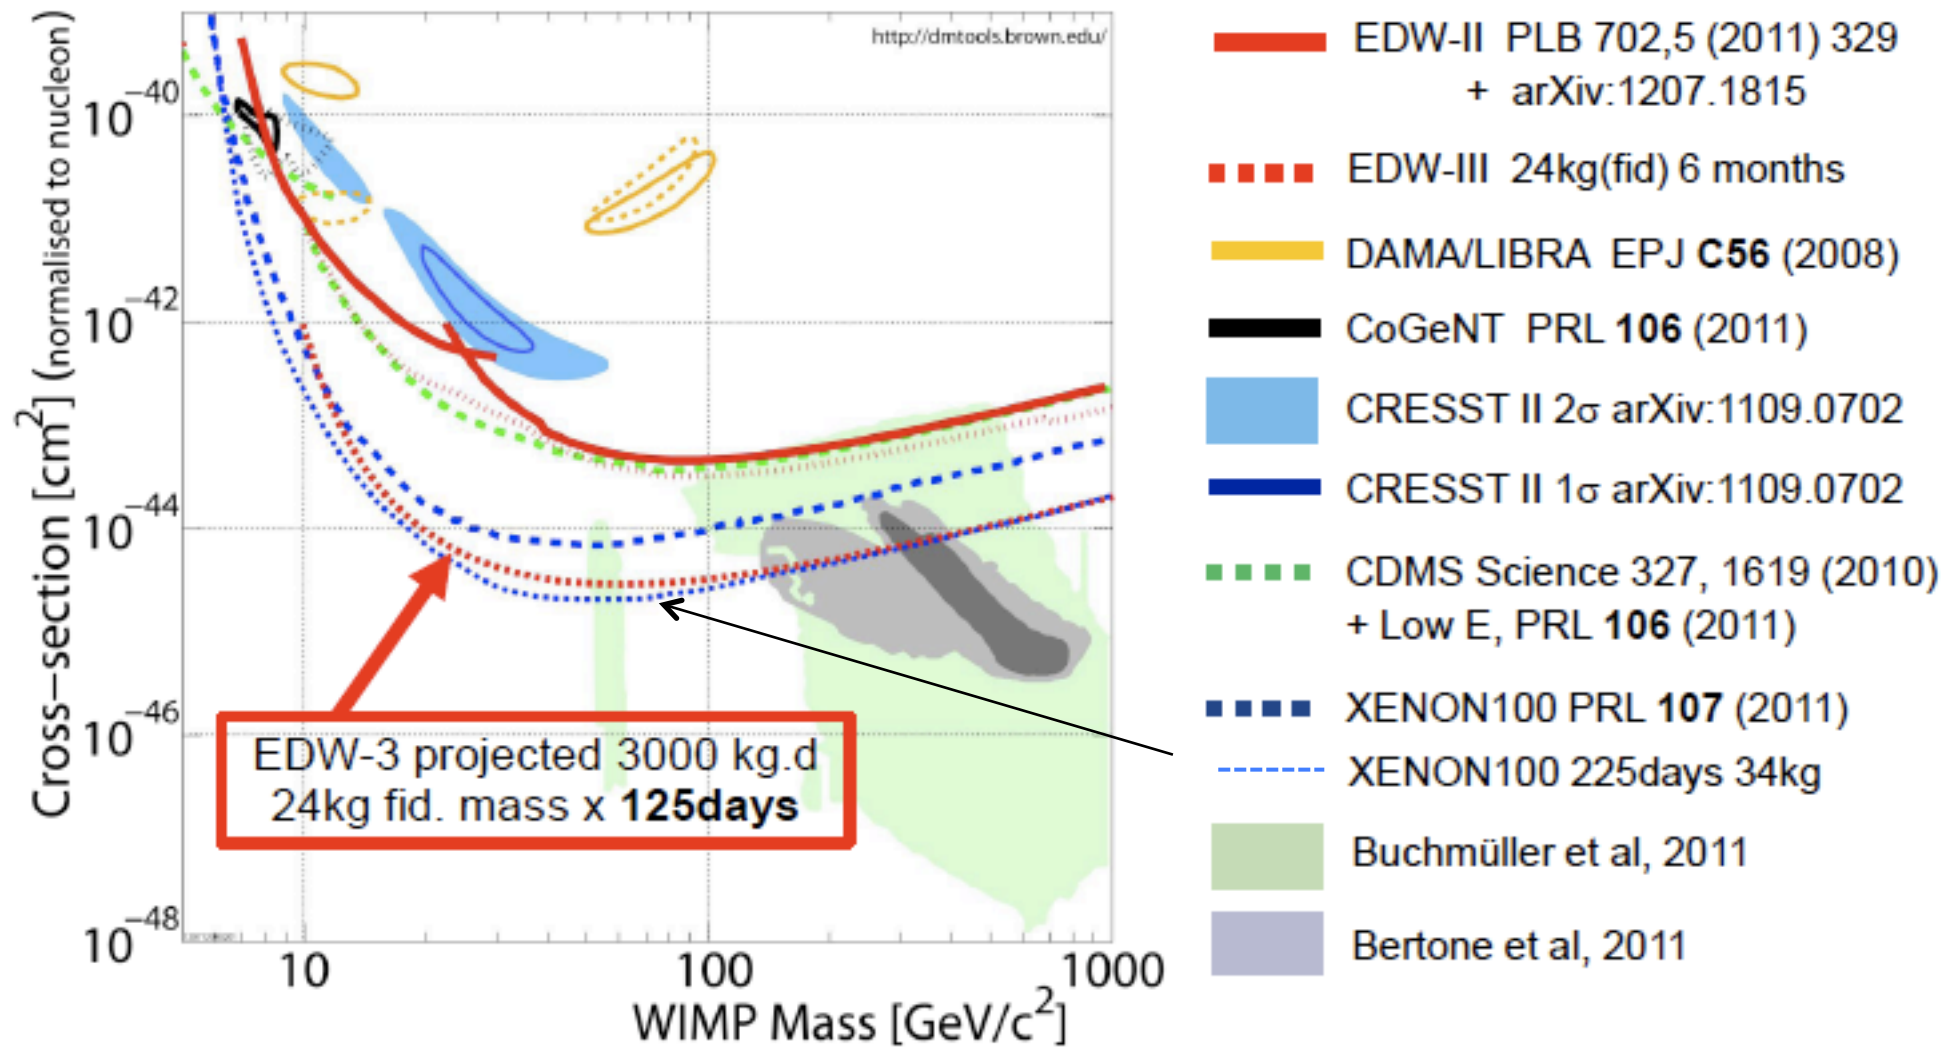 http://dmtools.brown.edu/
Cross−section [cm²] (normalised to nucleon)
10⁻⁴⁰
10⁻⁴²
10⁻⁴⁴
10⁻⁴⁶
10⁻⁴⁸
EDW-3 projected 3000 kg.d
24kg fid. mass x 125days
10 100 1000
WIMP Mass [GeV/c²]
EDW-II PLB 702,5 (2011) 329
+ arXiv:1207.1815
EDW-III 24kg(fid) 6 months
DAMA/LIBRA EPJ C56 (2008)
CoGeNT PRL 106 (2011)
CRESST II 2σ arXiv:1109.0702
CRESST II 1σ arXiv:1109.0702
CDMS Science 327, 1619 (2010)
+ Low E, PRL 106 (2011)
XENON100 PRL 107 (2011)
XENON100 225days 34kg
Buchmüller et al, 2011
Bertone et al, 2011